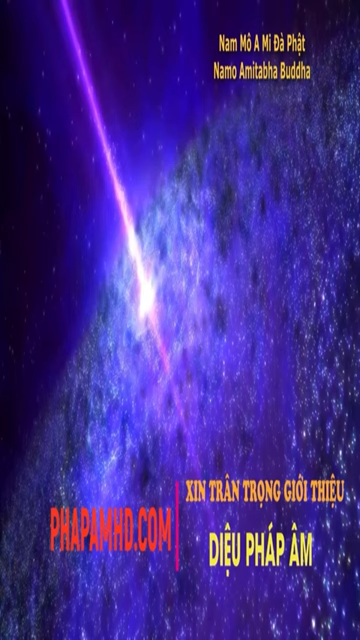 Nam Mô A Mi Đà Phật
Namo Amitabha Buddha
XIN TRÂN TRỌNG GIỚI THIỆU
PHAPAMHD.COM
DIỆU PHÁP ÂM